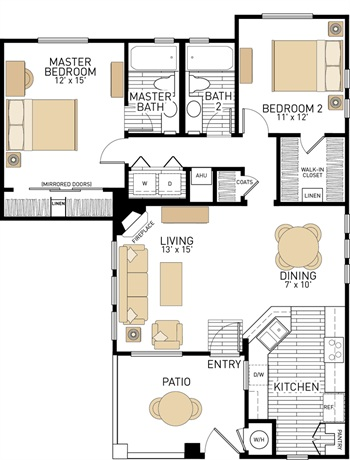 MASTER
BEDROOM
12' x 15'
MASTER
BATH
BATH
2
BEDROOM 2
11' x 12'
(MIRRORED DOORS)
LINEN
W
D
AHU
COATS
WALK-IN
CLOSET
LINEN
FIREPLACE
LIVING
13' x 15'
DINING
7' x 10'
ENTRY
PATIO
D/W
KITCHEN
REF
W/H
PANTRY